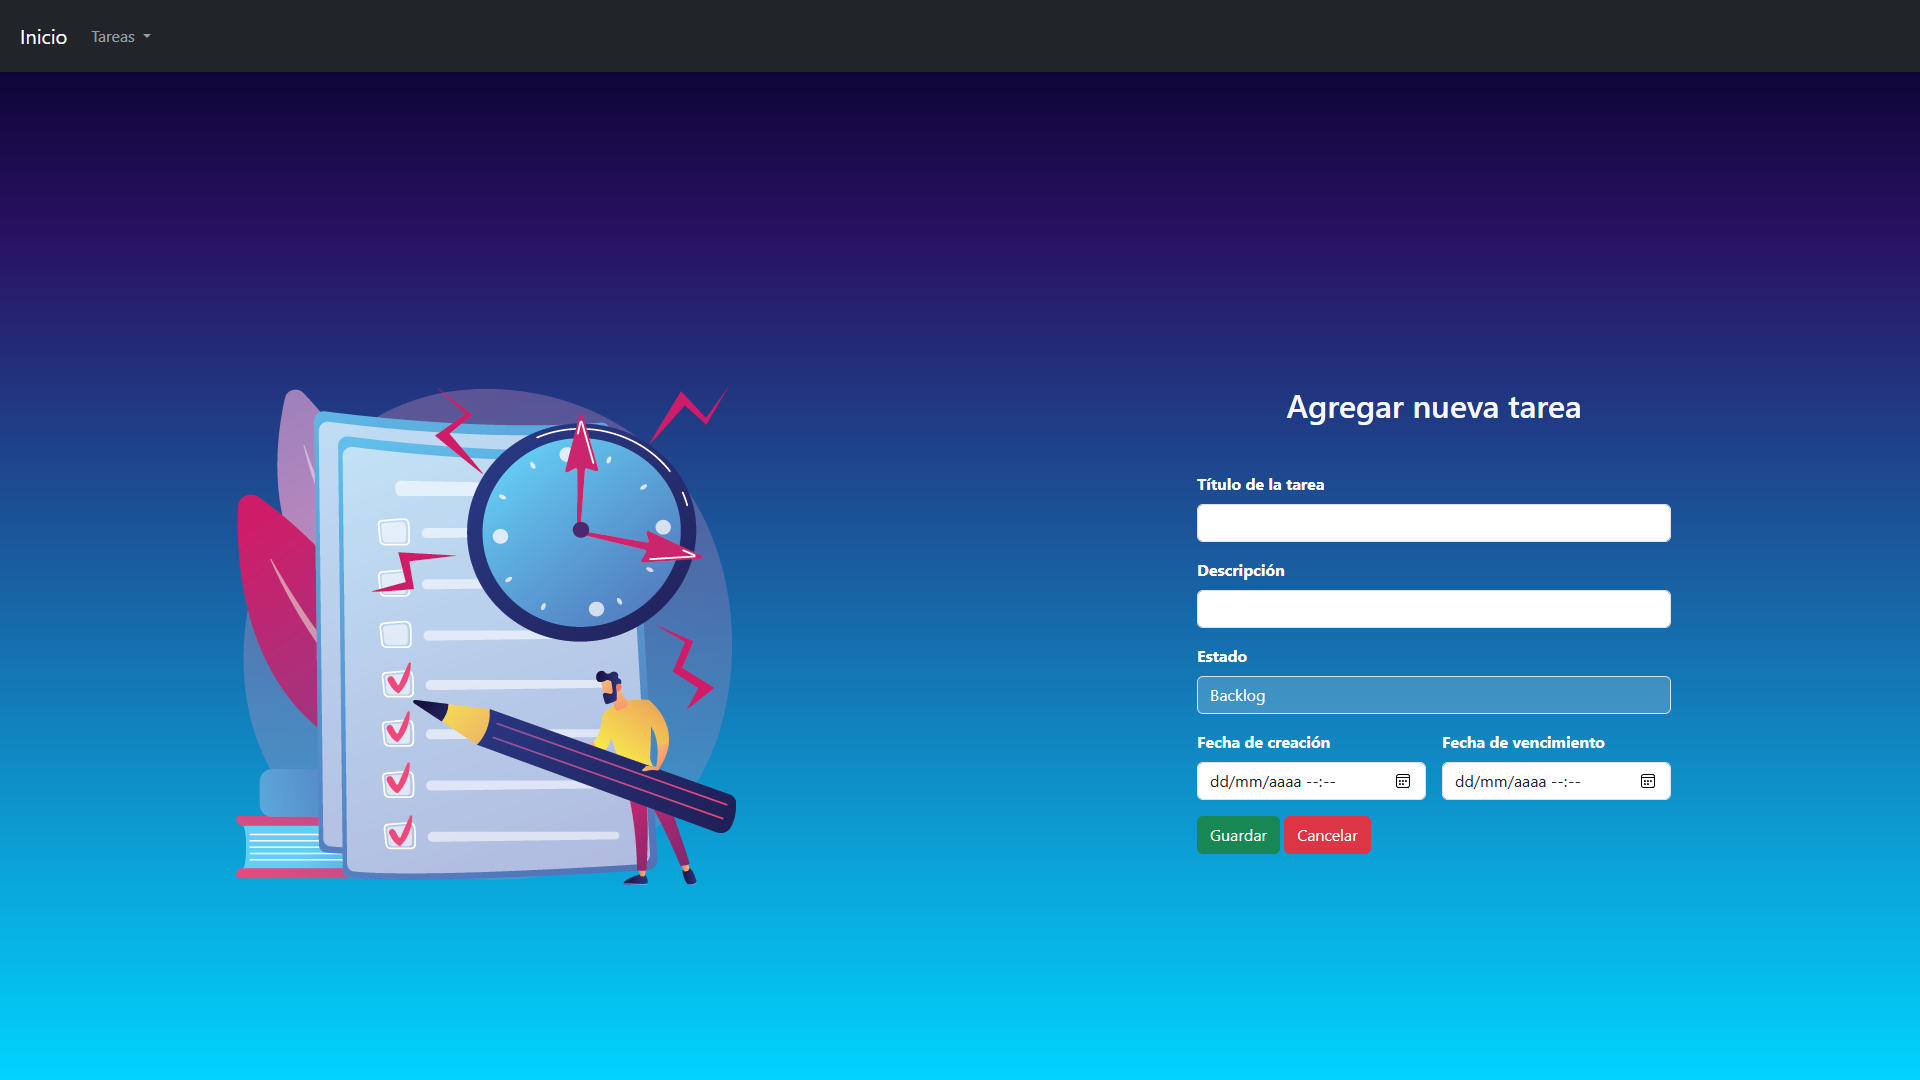 Inicio Tareas
Agregar nueva tarea
Título de la tarea
Descripción
Estado
Backlog
Fecha de creación Fecha de vencimiento
dd/mm/aaaa --:-- dd/mm/aaaa --:--
Guardar Cancelar